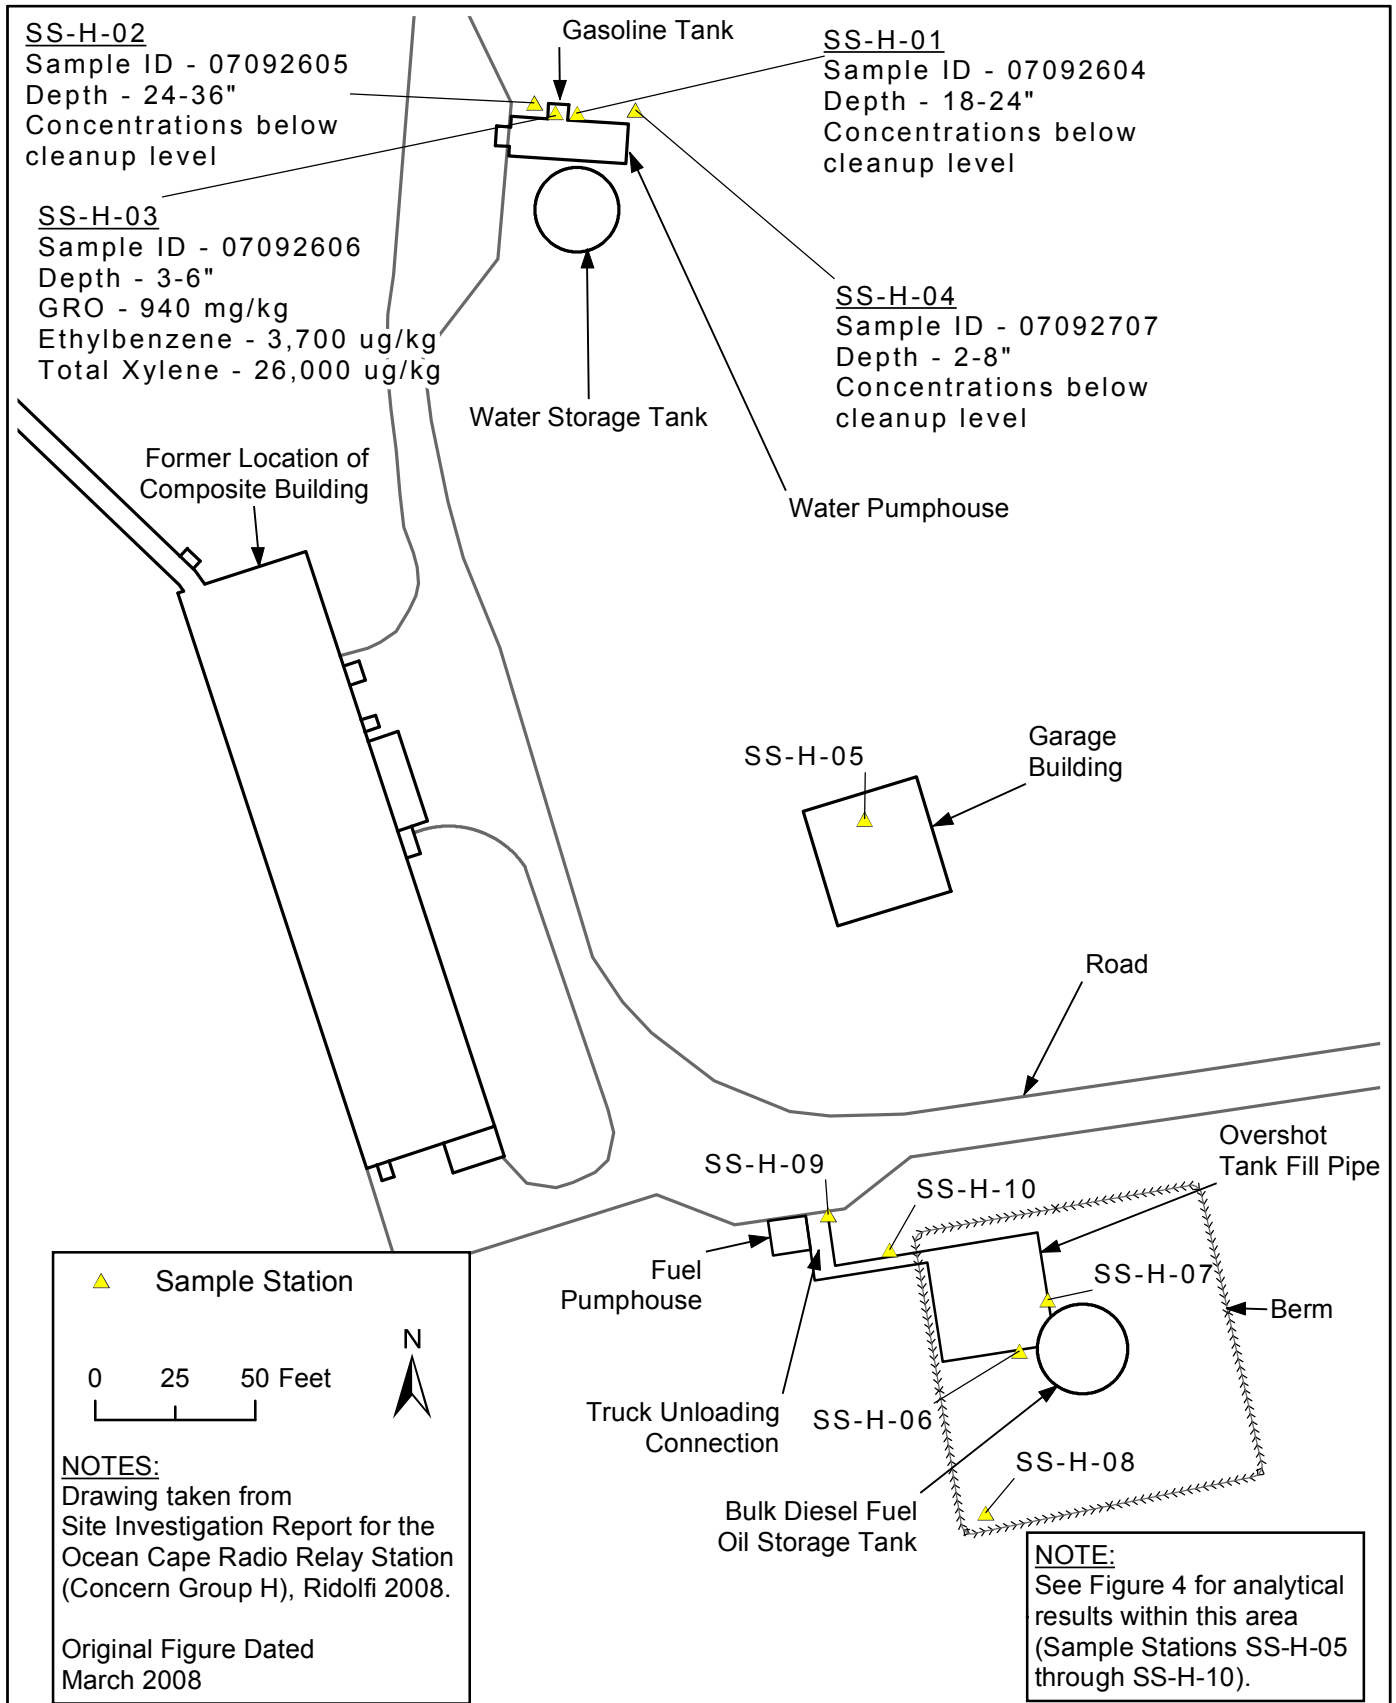 SS-H-02
Sample ID - 07092605
Depth - 24-36"
Concentrations below
cleanup level
Gasoline Tank
SS-H-01
Sample ID - 07092604
Depth - 18-24"
Concentrations below
cleanup level
SS-H-03
Sample ID - 07092606
Depth - 3-6"
GRO - 940 mg/kg
Ethylbenzene - 3,700 ug/kg
Total Xylene - 26,000 ug/kg
SS-H-04
Sample ID - 07092707
Depth - 2-8"
Concentrations below
cleanup level
Water Storage Tank
Former Location of
Composite Building
Water Pumphouse
SS-H-05
Garage
Building
Road
Overshot
Tank Fill Pipe
SS-H-09
SS-H-10
Fuel
Pumphouse
SS-H-07
Berm
Truck Unloading
Connection
SS-H-06
SS-H-08
Bulk Diesel Fuel
Oil Storage Tank
Sample Station
N
0 25 50 Feet
NOTES:
Drawing taken from
Site Investigation Report for the
Ocean Cape Radio Relay Station
(Concern Group H), Ridolfi 2008.
Original Figure Dated
March 2008
NOTE:
See Figure 4 for analytical
results within this area
(Sample Stations SS-H-05
through SS-H-10).